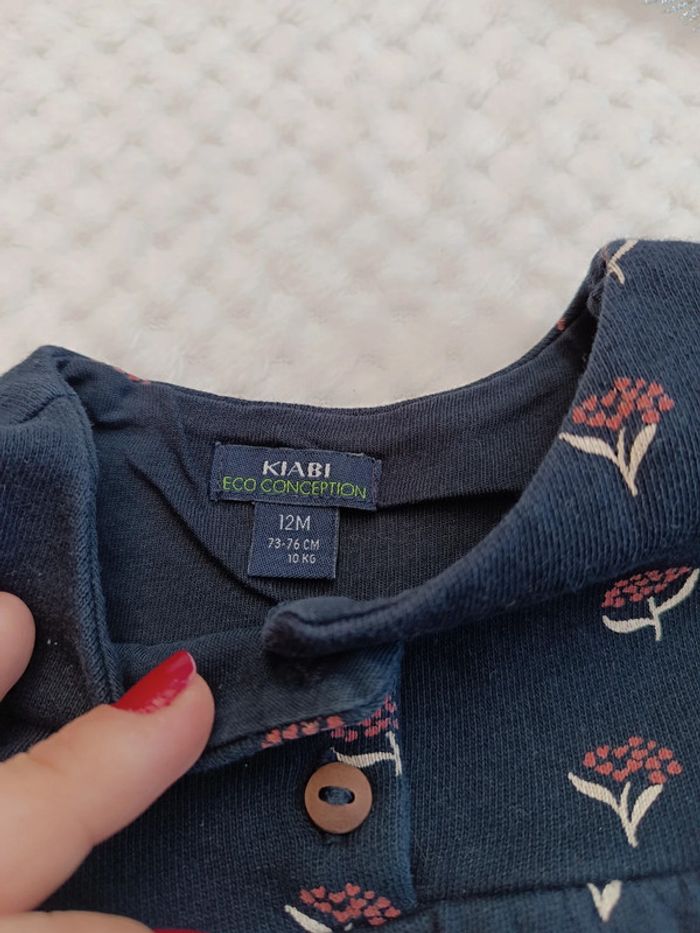 KIABI
ECO CONCEPTION
12M
73-76 CM
10 KG